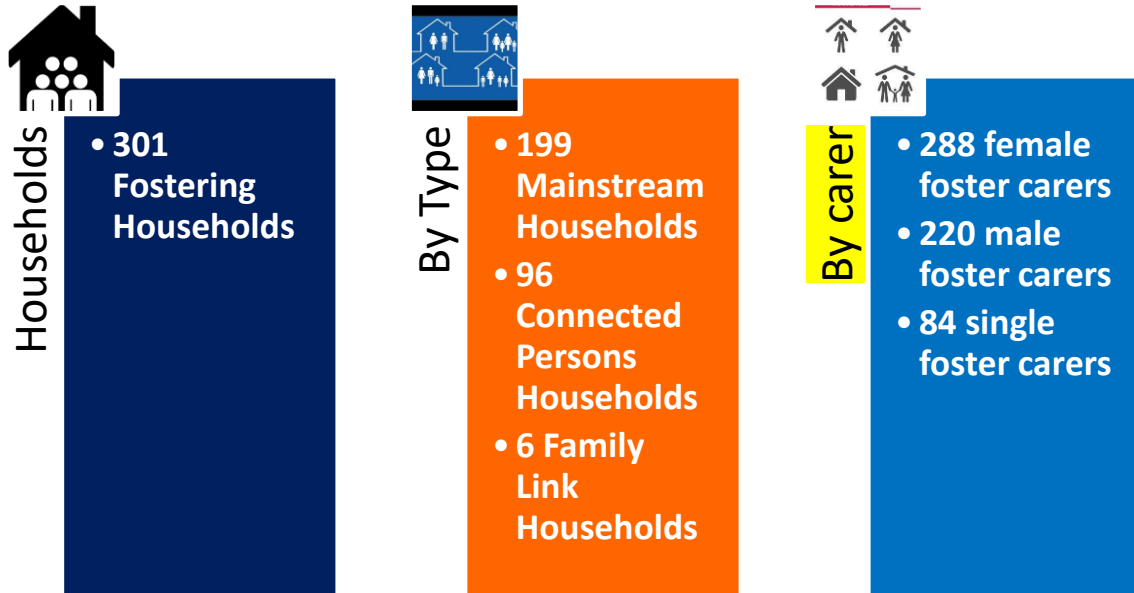 Households
• 301
Fostering
Households
By Type
• 199
Mainstream
Households
• 96
Connected
Persons
Households
• 6 Family
Link
Households
By carer
• 288 female
foster carers
• 220 male
foster carers
• 84 single
foster carers